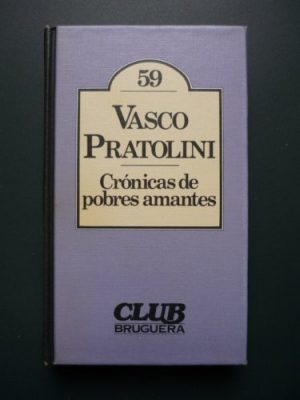 59
VASCO
PRATOLINI
Crónicas de
pobres amantes
CLUB
BRUGUERA